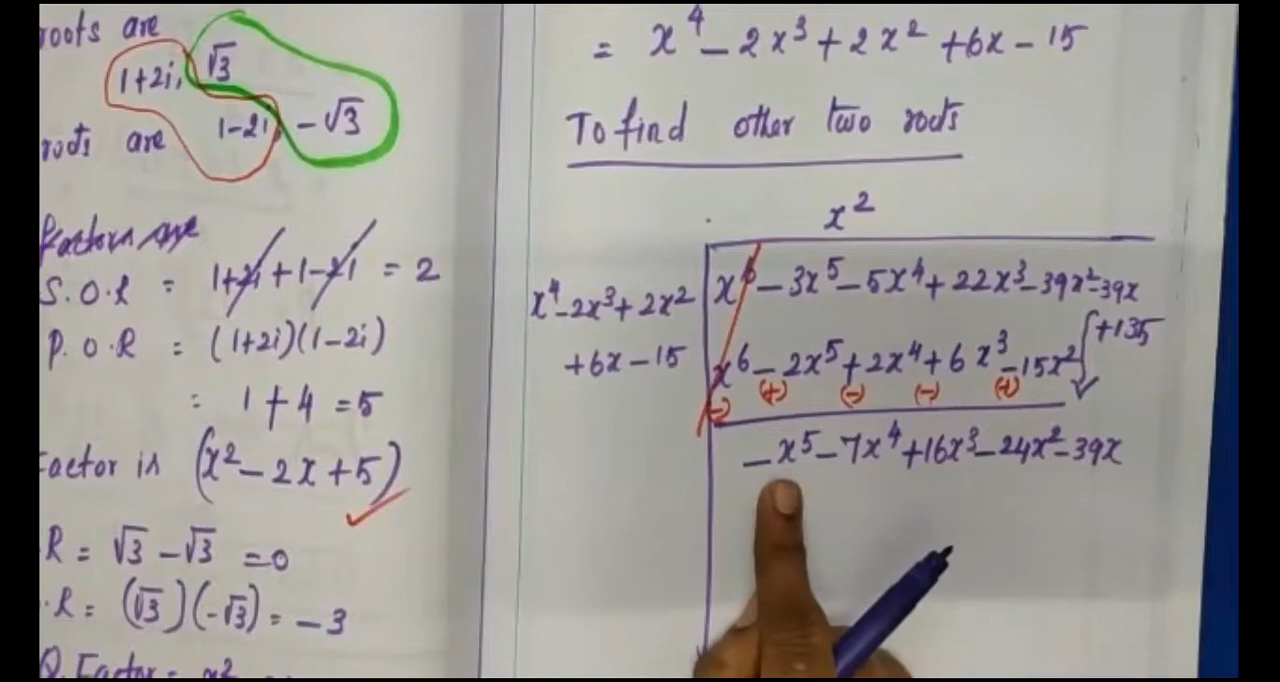 roots are
1+2i, √3
roots are 1-2i, -√3
Factors are
S.O.R = 1+2i+1-2i = 2
P.O.R = (1+2i)(1-2i)
= 1+4=5
Factor is (x²-2x+5)
.R = √3-√3 =0
.R= (√3)(-√3)= -3
Q.Factor= x²
= x⁴-2x³+2x²+6x-15
To find other two roots
x²
x⁴-2x³+2x²
+6x-15
x⁶-3x⁵-5x⁴+22x³-39x²-39x
+135
x⁶-2x⁵+2x⁴+6x³-15x²
(-) (+) (-) (-) (+)
-x⁵-7x⁴+16x³-24x²-39x